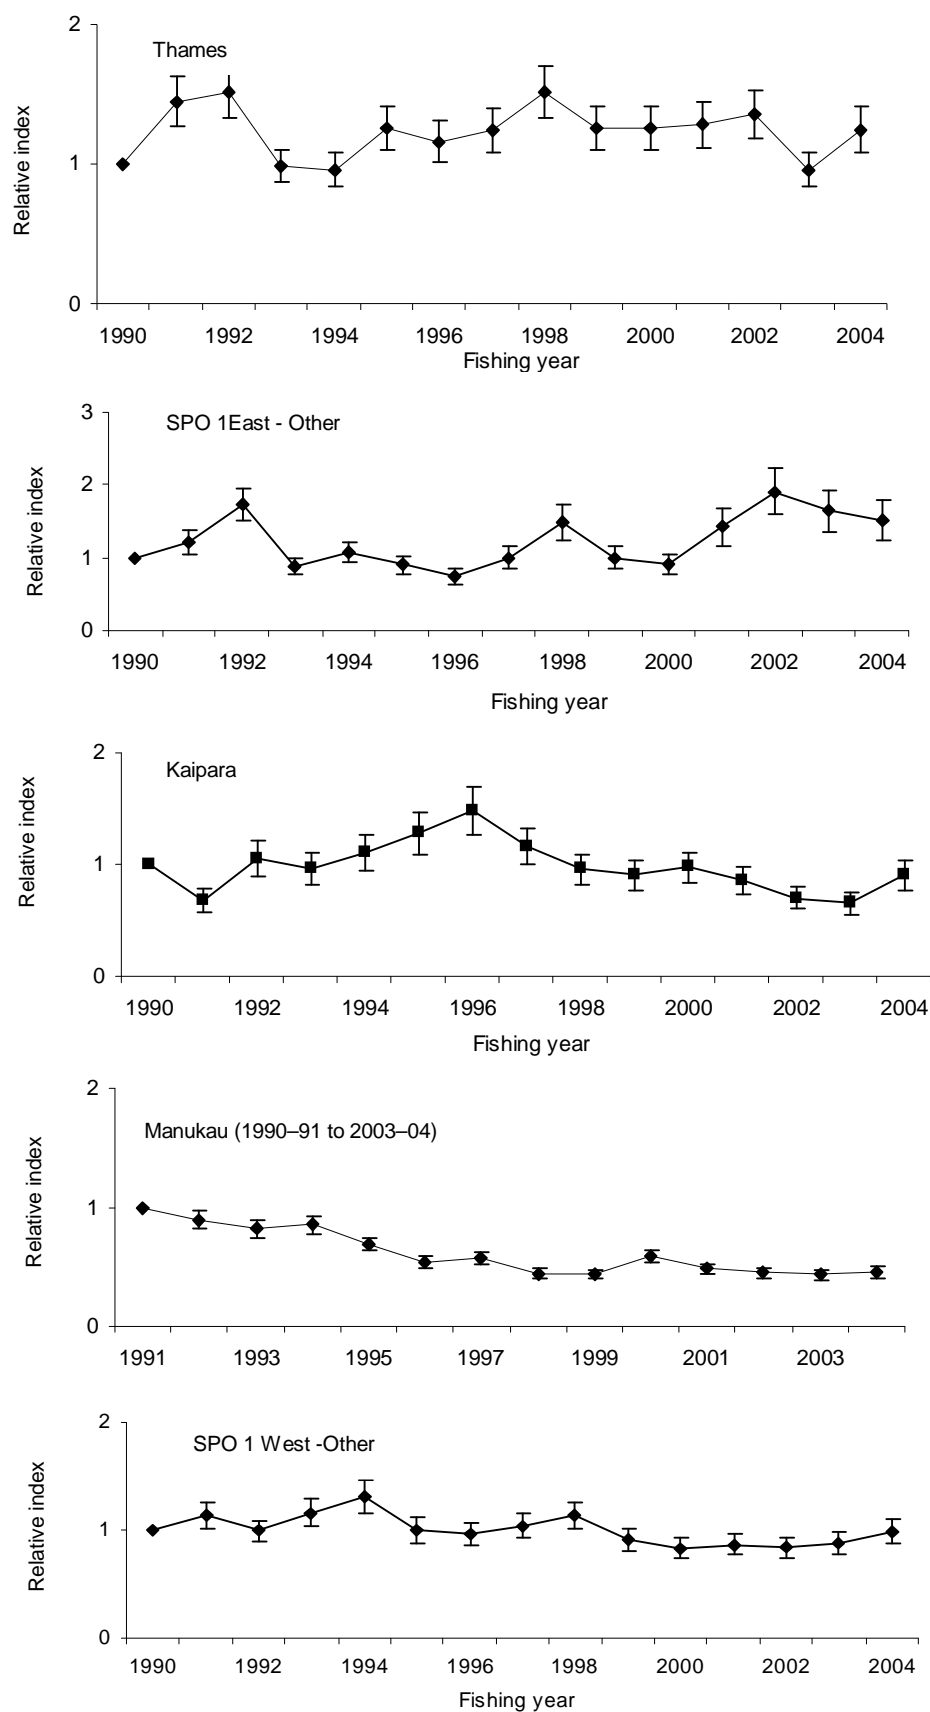 2
Thames
Relative index
1
0
1990 1992 1994 1996 1998 2000 2002 2004
Fishing year
3
SPO 1East - Other
2
Relative index
1
0
1990 1992 1994 1996 1998 2000 2002 2004
Fishing year
2
Kaipara
Relative index
1
0
1990 1992 1994 1996 1998 2000 2002 2004
Fishing year
2
Manukau (1990–91 to 2003–04)
Relative index
1
0
1991 1993 1995 1997 1999 2001 2003
2
SPO 1 West -Other
Relative index
1
0
1990 1992 1994 1996 1998 2000 2002 2004
Fishing year